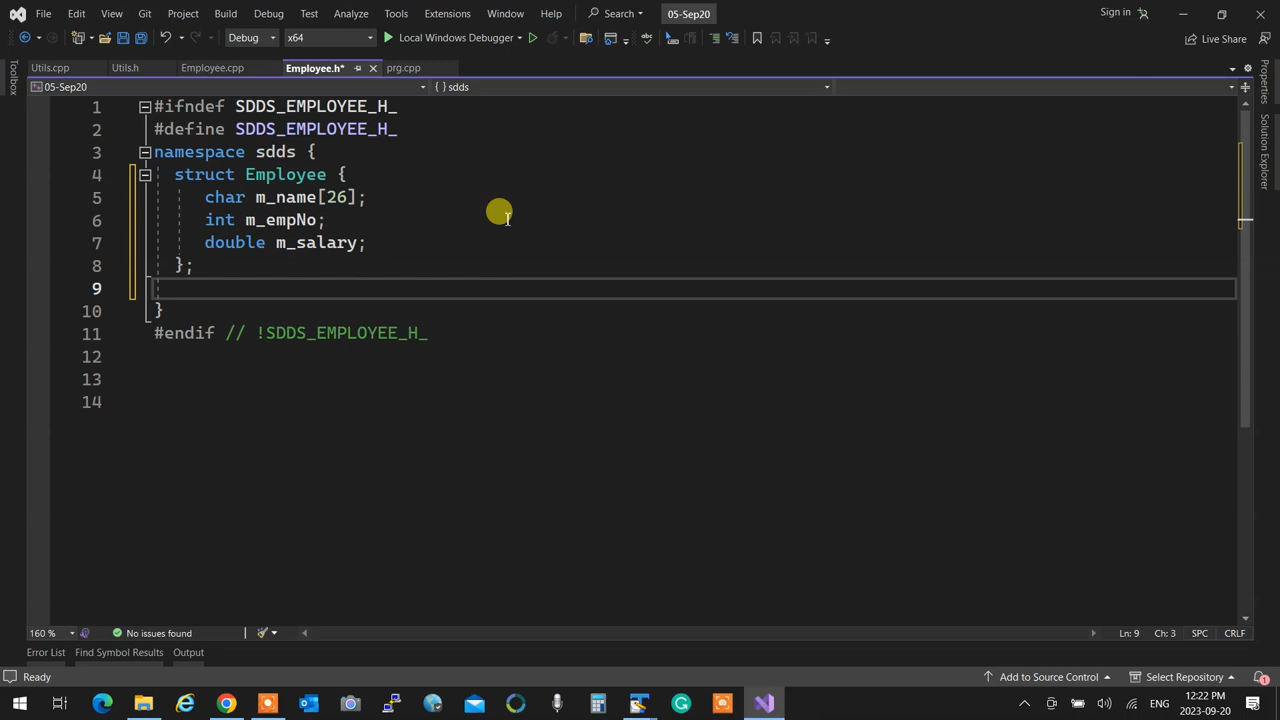 File Edit View Git Project Build Debug Test Analyze Tools Extensions Window Help Search 05-Sep20 Sign in
Debug x64 Local Windows Debugger Live Share
Utils.cpp Utils.h Employee.cpp Employee.h* prg.cpp
05-Sep20 {} sdds
Toolbox
Properties
Solution Explorer
1 #ifndef SDDS_EMPLOYEE_H_
2 #define SDDS_EMPLOYEE_H_
3 namespace sdds {
4 struct Employee {
5 char m_name[26];
6 int m_empNo;
7 double m_salary;
8 };
9
10 }
11 #endif // !SDDS_EMPLOYEE_H_
12
13
14
160 % No issues found Ln: 9 Ch: 3 SPC CRLF
Error List Find Symbol Results Output
Ready Add to Source Control Select Repository 1
12:22 PM
ENG
2023-09-20